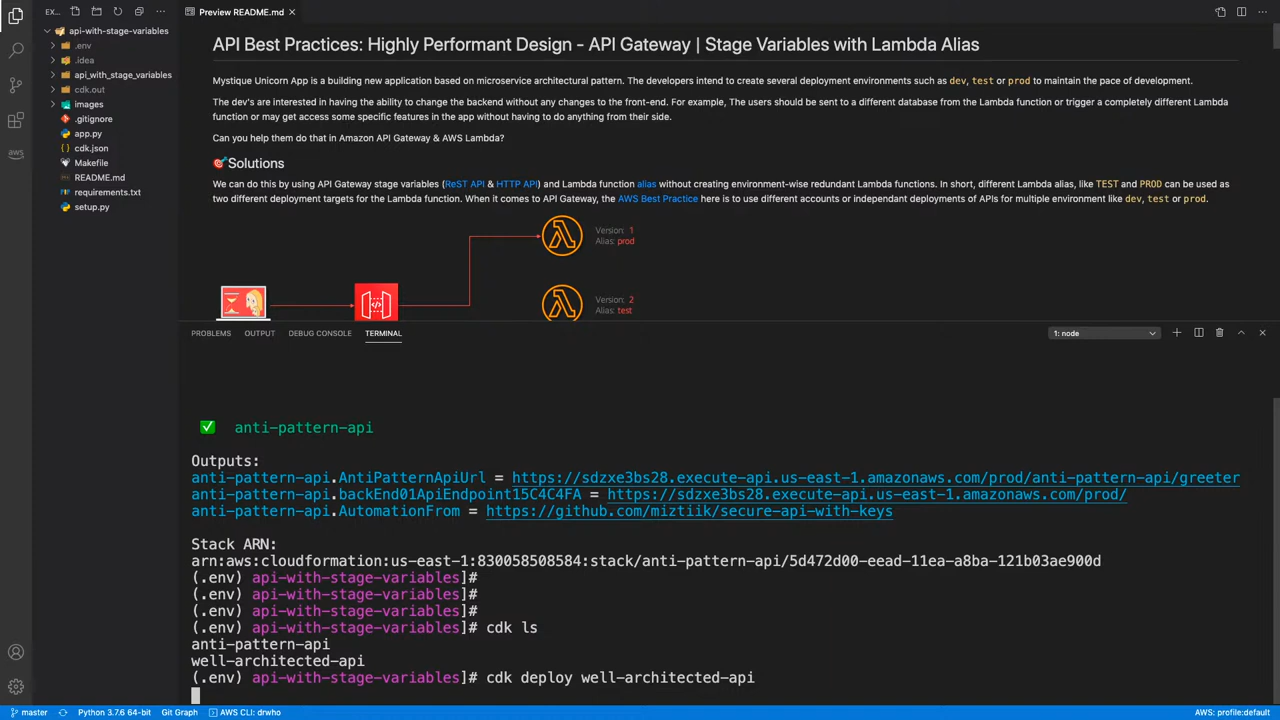 EX...
Preview README.md
api-with-stage-variables
.env
.idea
api_with_stage_variables
cdk.out
images
.gitignore
app.py
cdk.json
Makefile
README.md
requirements.txt
setup.py
API Best Practices: Highly Performant Design - API Gateway | Stage Variables with Lambda Alias
Mystique Unicorn App is a building new application based on microservice architectural pattern. The developers intend to create several deployment environments such as dev, test or prod to maintain the pace of development.
The dev's are interested in having the ability to change the backend without any changes to the front-end. For example, The users should be sent to a different database from the Lambda function or trigger a completely different Lambda
function or may get access some specific features in the app without having to do anything from their side.
Can you help them do that in Amazon API Gateway & AWS Lambda?
🎯Solutions
We can do this by using API Gateway stage variables (ReST API & HTTP API) and Lambda function alias without creating environment-wise redundant Lambda functions. In short, different Lambda alias, like TEST and PROD can be used as
two different deployment targets for the Lambda function. When it comes to API Gateway, the AWS Best Practice here is to use different accounts or independant deployments of APIs for multiple environment like dev, test or prod.
Version: 1
Alias: prod
Version: 2
Alias: test
PROBLEMS OUTPUT DEBUG CONSOLE TERMINAL
1: node
✅ anti-pattern-api
Outputs:
anti-pattern-api.AntiPatternApiUrl = https://sdzxe3bs28.execute-api.us-east-1.amazonaws.com/prod/anti-pattern-api/greeter
anti-pattern-api.backEnd01ApiEndpoint15C4C4FA = https://sdzxe3bs28.execute-api.us-east-1.amazonaws.com/prod/
anti-pattern-api.AutomationFrom = https://github.com/miztiik/secure-api-with-keys
Stack ARN:
arn:aws:cloudformation:us-east-1:830058508584:stack/anti-pattern-api/5d472d00-eead-11ea-a8ba-121b03ae900d
(.env) api-with-stage-variables]#
(.env) api-with-stage-variables]#
(.env) api-with-stage-variables]#
(.env) api-with-stage-variables]# cdk ls
anti-pattern-api
well-architected-api
(.env) api-with-stage-variables]# cdk deploy well-architected-api
master Python 3.7.6 64-bit Git Graph AWS CLI: drwho AWS: profile:default